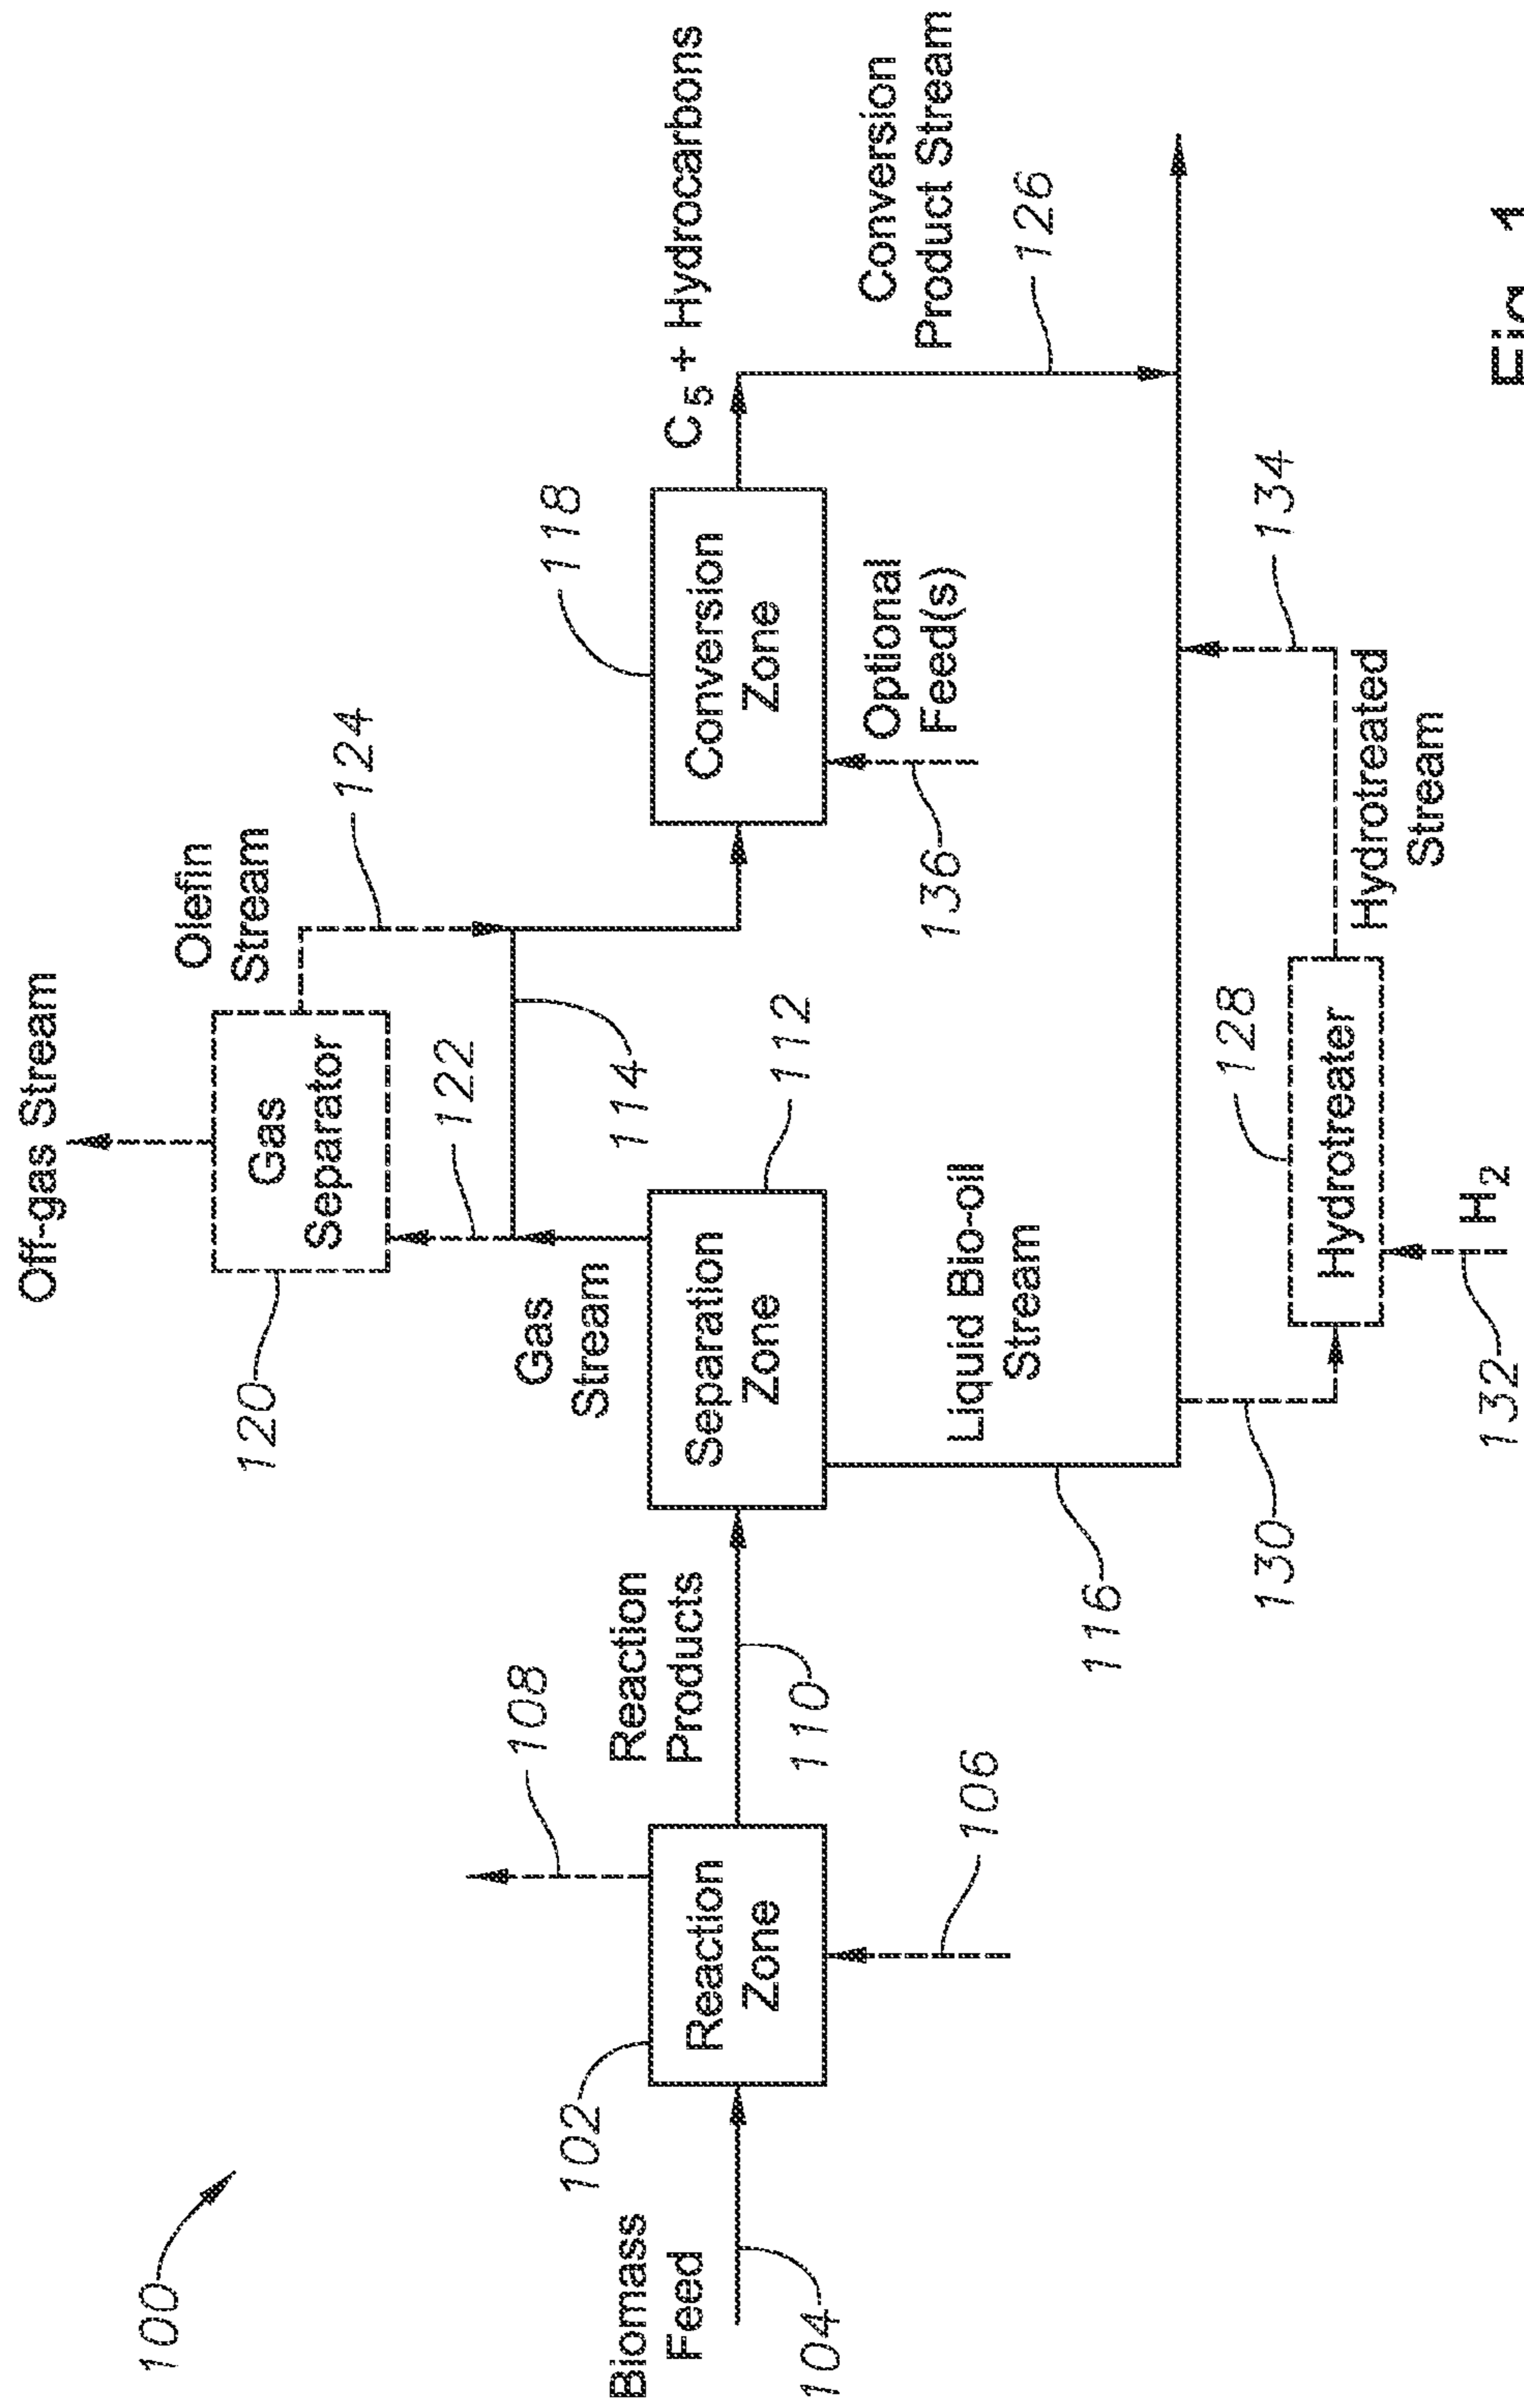 100
Off-gas Stream
Olefin
Stream
120
Gas
Separator
124
122
Gas
Stream
114
118
108
102
Biomass
Feed
104
Reaction
Zone
106
Reaction
Products
110
Separation
Zone
112
Conversion
Zone
C5 + Hydrocarbons
Optional
Feed(s)
136
Conversion
Product Stream
126
Liquid Bio-oil
Stream
116
130
128
Hydrotreater
132
H2
134
Hydrotreated
Stream